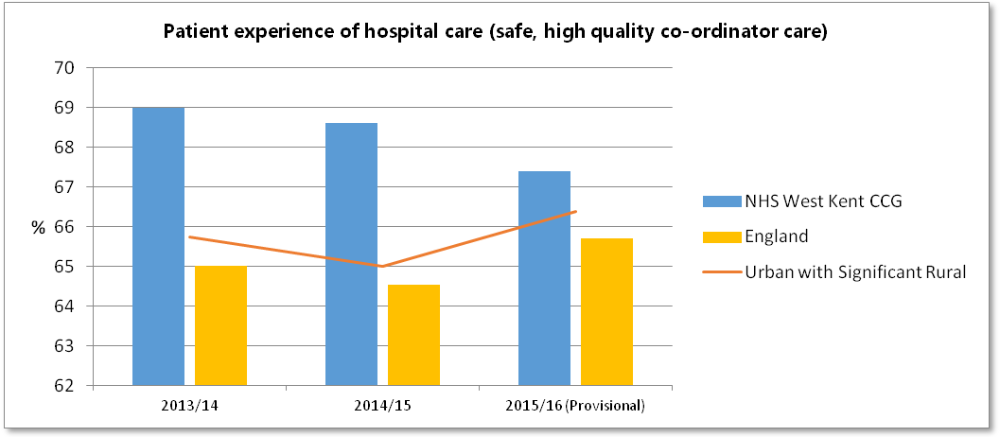 Patient experience of hospital care (safe, high quality co-ordinator care)
70
69
68
67
66
65
64
63
62
%
2013/14
2014/15
2015/16 (Provisional)
NHS West Kent CCG
England
Urban with Significant Rural